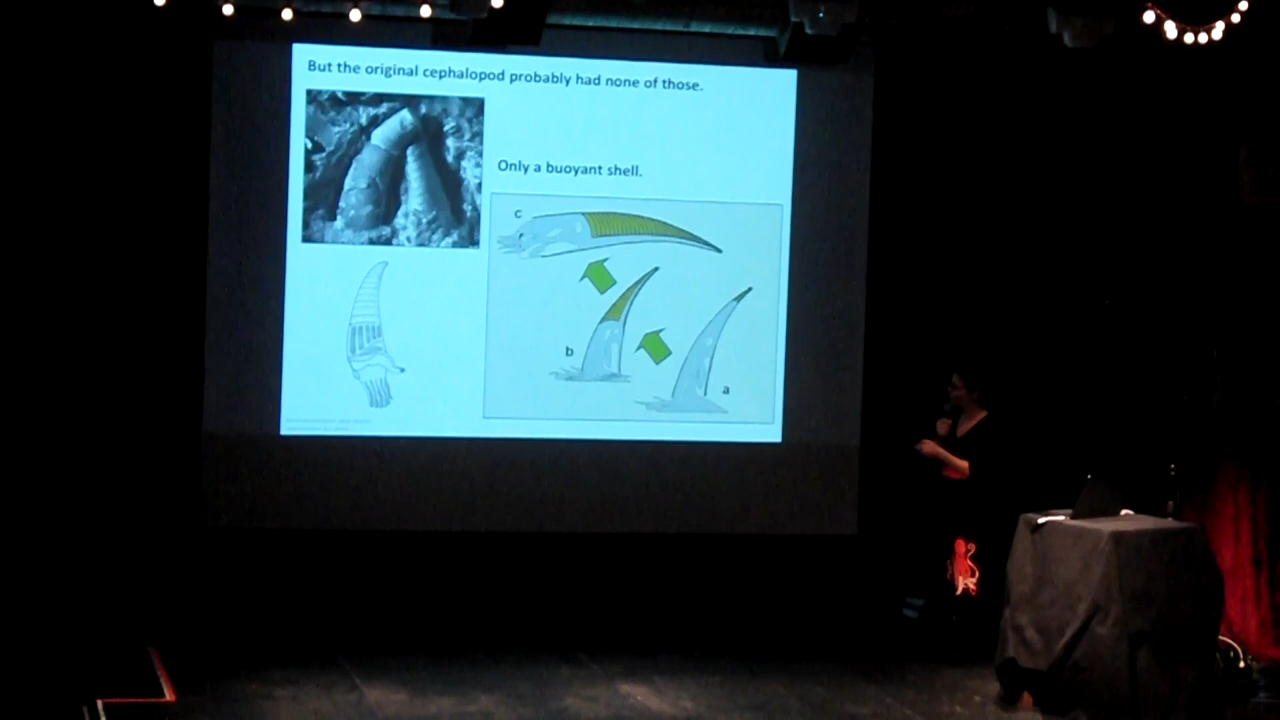 But the original cephalopod probably had none of those.
Only a buoyant shell.
c
b
a